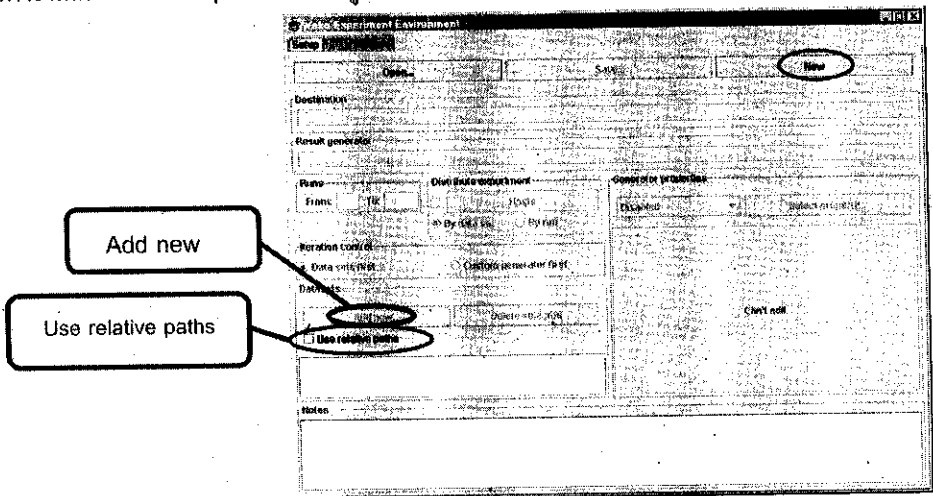 Experiment Environment
Setup
Open...
Save...
New
Destination
Result generator
Runs
Distribute experiment
Generator properties
From:
To:
Hosts
Disabled
Select property...
By data set
By run
Iteration control
Data sets first
Custom generator first
Datasets
Add new
Delete selected
Can't edit
Use relative paths
Notes
Add new
Use relative paths